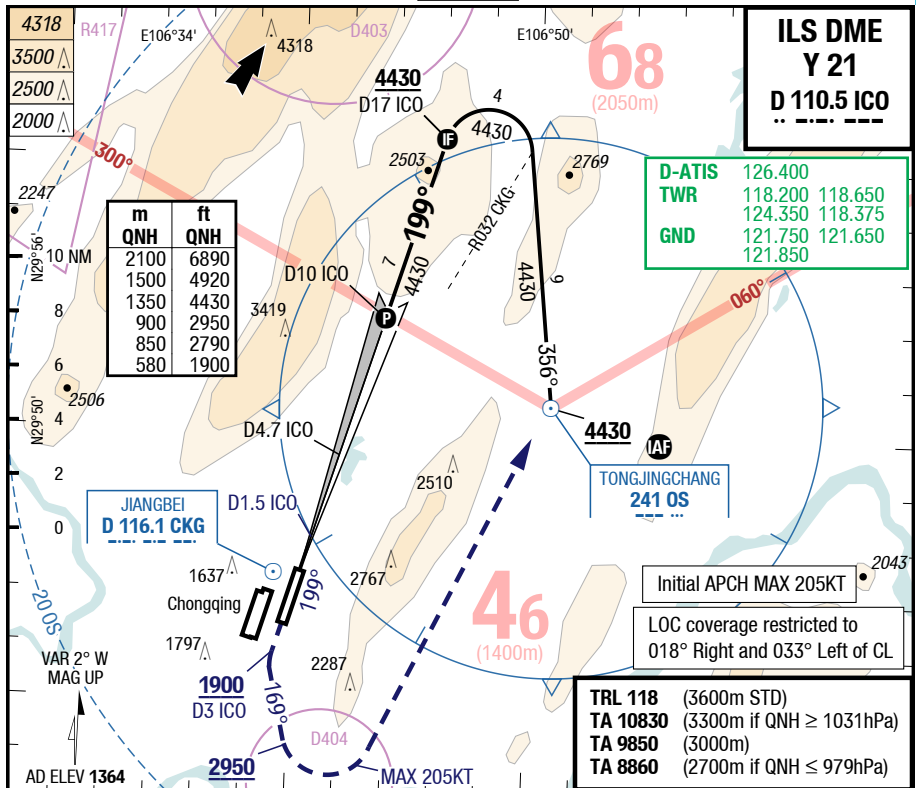 4318
3500
2500
2000
R417
E106°34'
4318
D403
E106°50'
68
(2050m)
ILS DME
Y 21
D 110.5 ICO
4430
D17 ICO
4
4430
IF
2503
2769
300°
199°
R032 CKG
D-ATIS 126.400
TWR 118.200 118.650
124.350 118.375
GND 121.750 121.650
121.850
2247
m ft
QNH QNH
2100 6890
1500 4920
1350 4430
900 2950
850 2790
580 1900
N29°56'
10 NM
8
6
4
2
0
N29°50'
D10 ICO
7
4430
P
9
4430
060°
3419
356°
2506
D4.7 ICO
4430
IAF
TONGJINGCHANG
241 OS
2510
D1.5 ICO
JIANGBEI
D 116.1 CKG
1637
2767
199°
Chongqing
46
(1400m)
2043
Initial APCH MAX 205KT
LOC coverage restricted to
018° Right and 033° Left of CL
20 OS
1797
VAR 2° W
MAG UP
1900
D3 ICO
169°
2287
D404
2950
MAX 205KT
AD ELEV 1364
TRL 118 (3600m STD)
TA 10830 (3300m if QNH ≥ 1031hPa)
TA 9850 (3000m)
TA 8860 (2700m if QNH ≤ 979hPa)